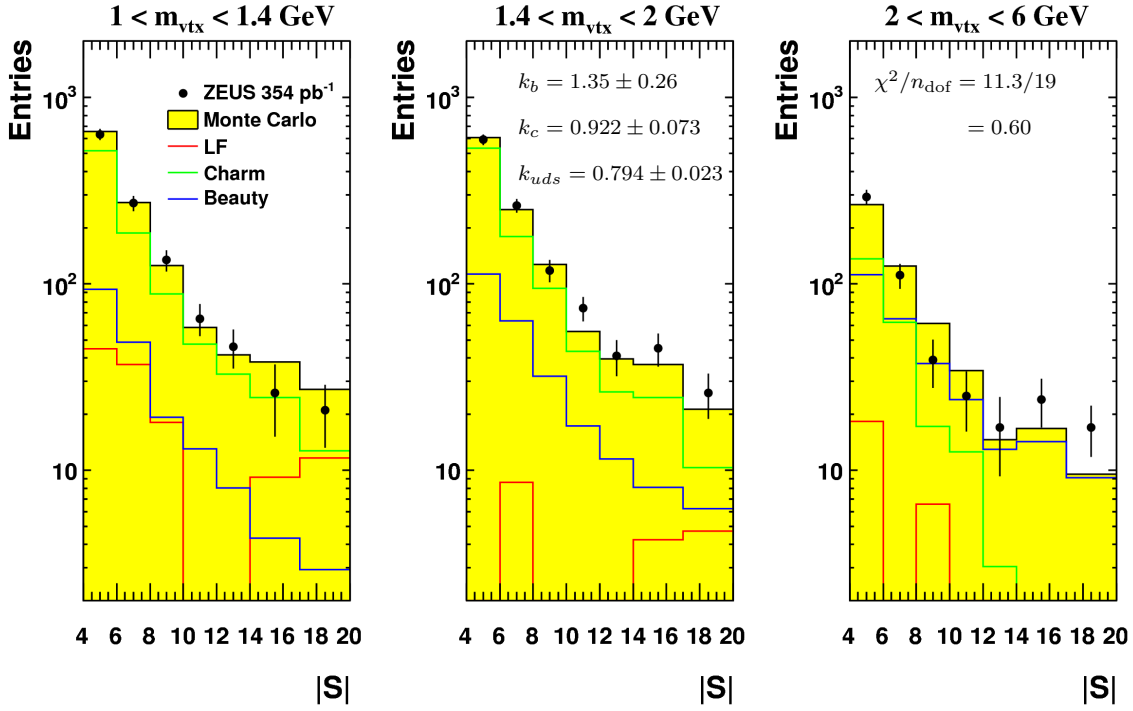 1 < m_vtx < 1.4 GeV
Entries
10³
10²
10
ZEUS 354 pb⁻¹
Monte Carlo
LF
Charm
Beauty
4 6 8 10 12 14 16 18 20
|S|
1.4 < m_vtx < 2 GeV
Entries
10³
10²
10
k_b = 1.35 ± 0.26
k_c = 0.922 ± 0.073
k_uds = 0.794 ± 0.023
4 6 8 10 12 14 16 18 20
|S|
2 < m_vtx < 6 GeV
Entries
10³
10²
10
χ²/n_dof = 11.3/19
= 0.60
4 6 8 10 12 14 16 18 20
|S|